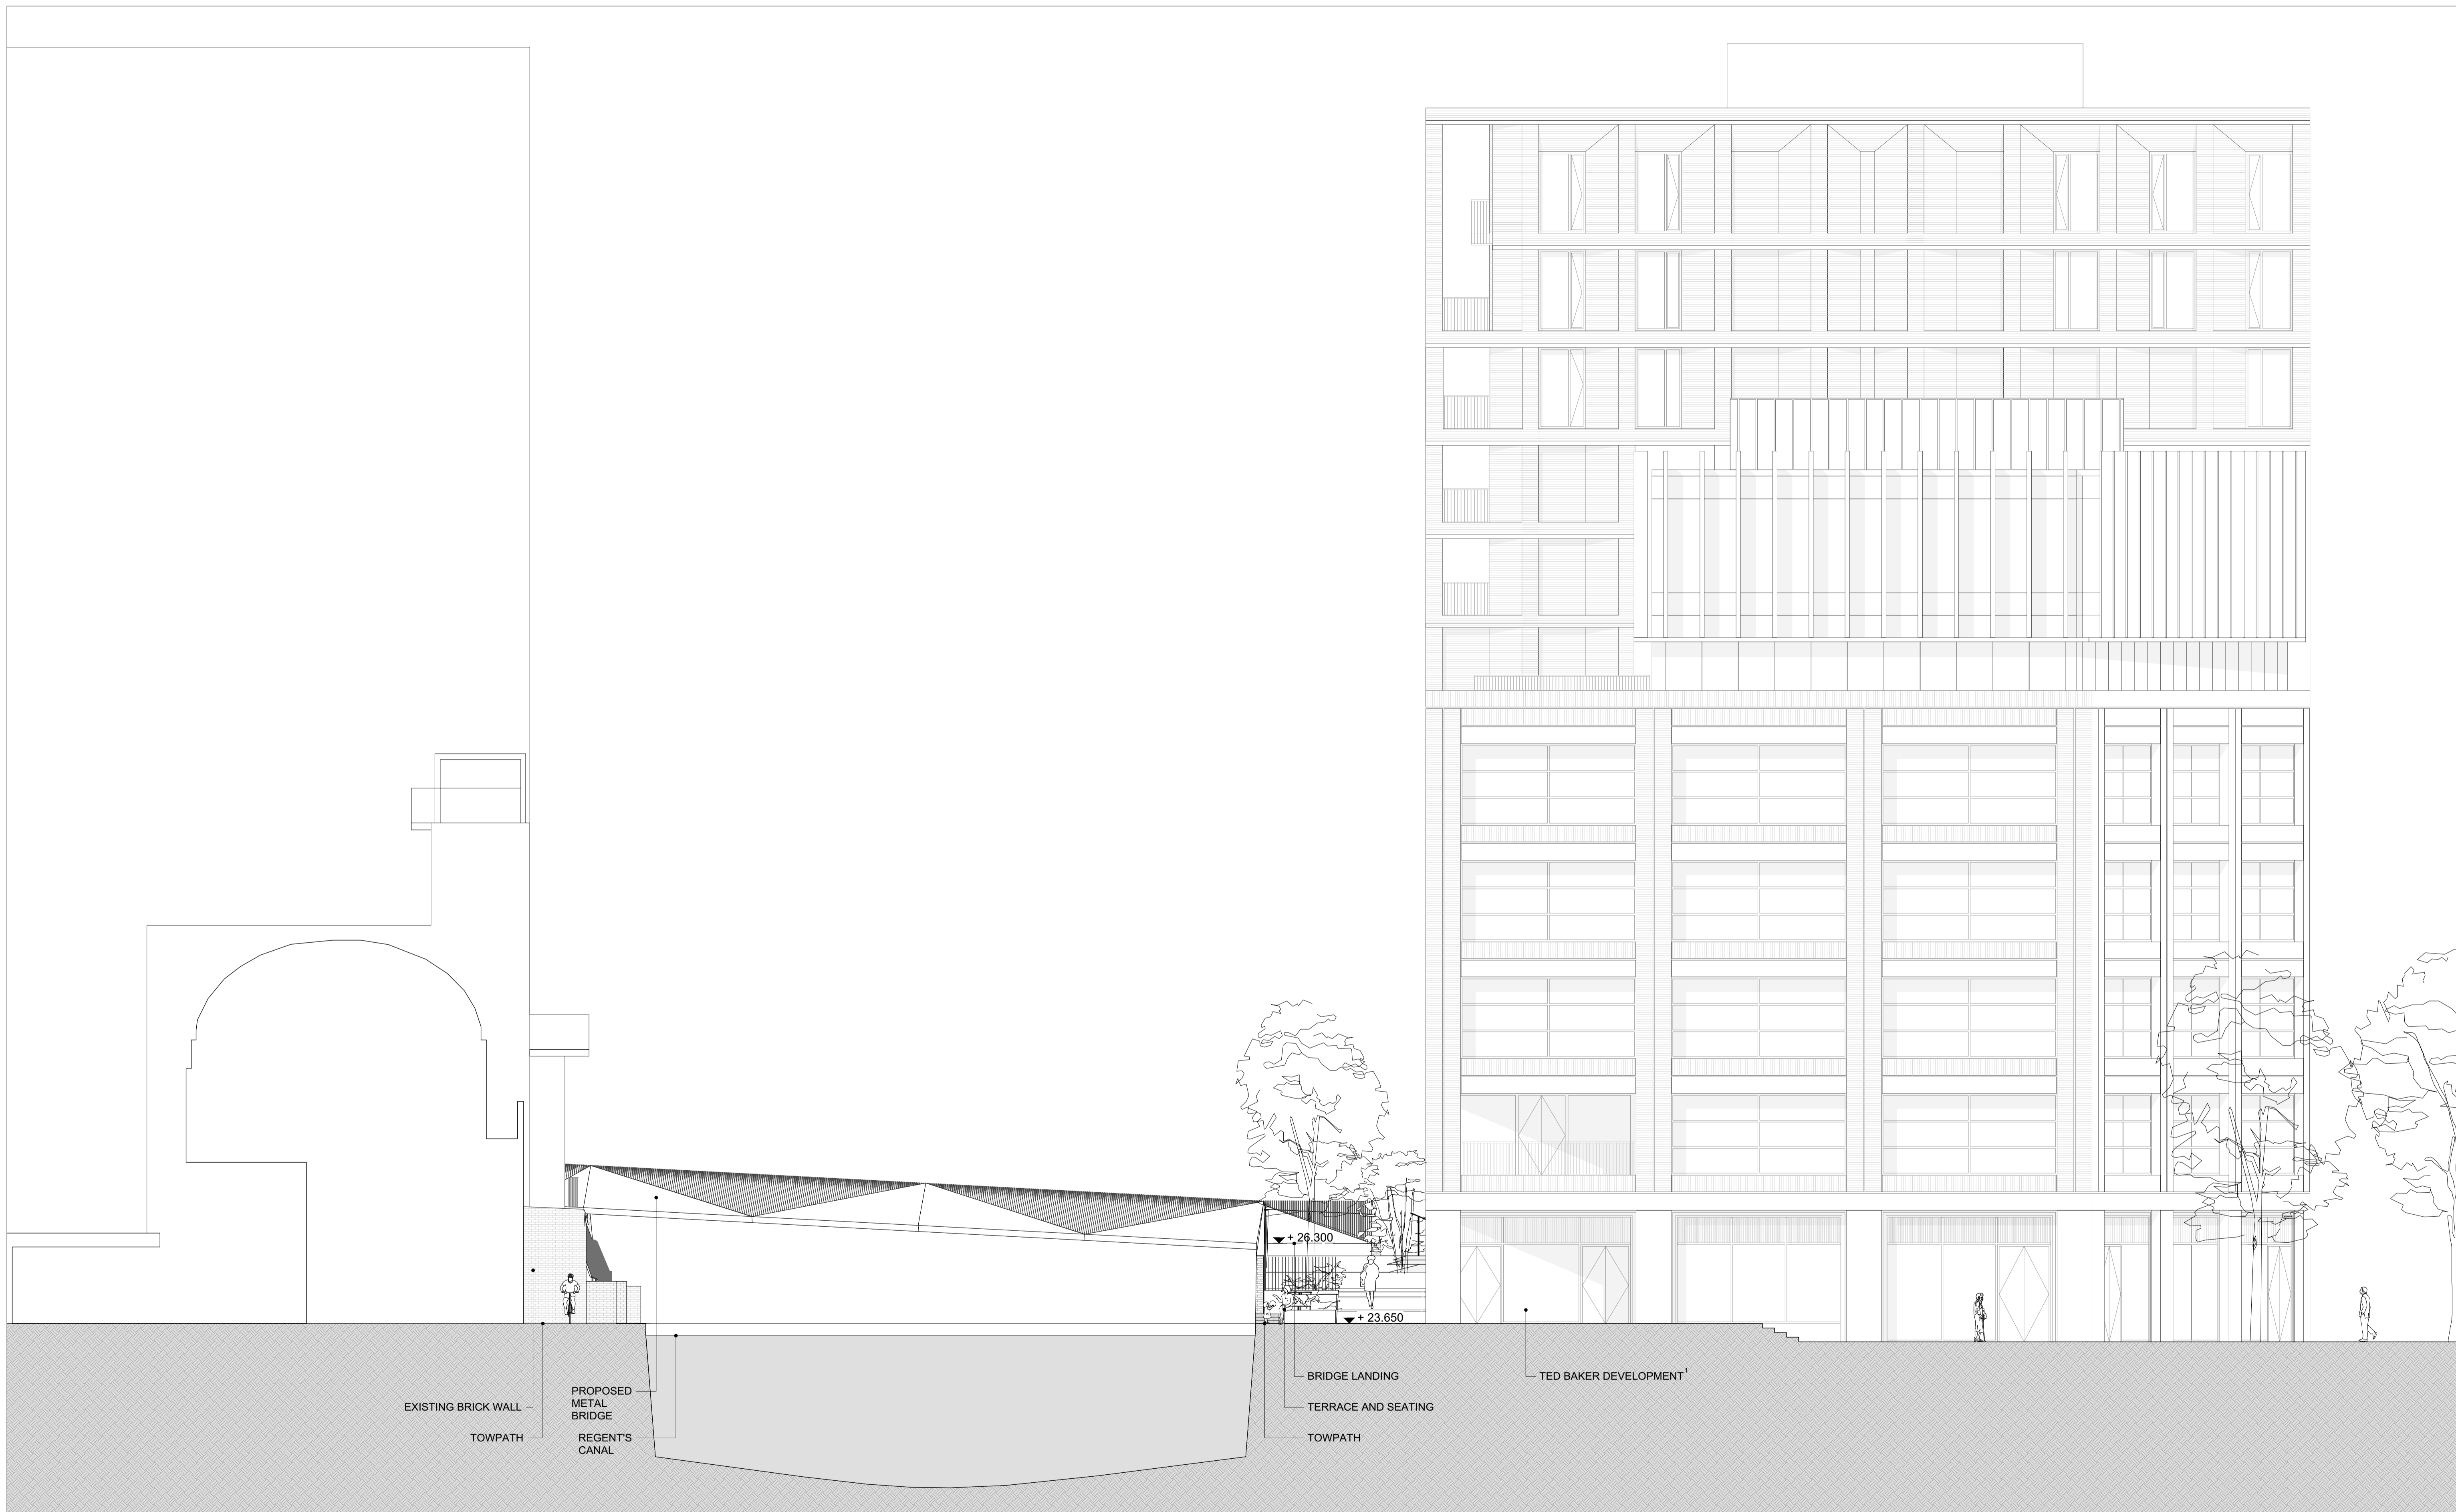 + 26.300
+ 23.650
BRIDGE LANDING
TED BAKER DEVELOPMENT¹
PROPOSED
METAL
BRIDGE
EXISTING BRICK WALL
TERRACE AND SEATING
TOWPATH
REGENT'S
CANAL
TOWPATH